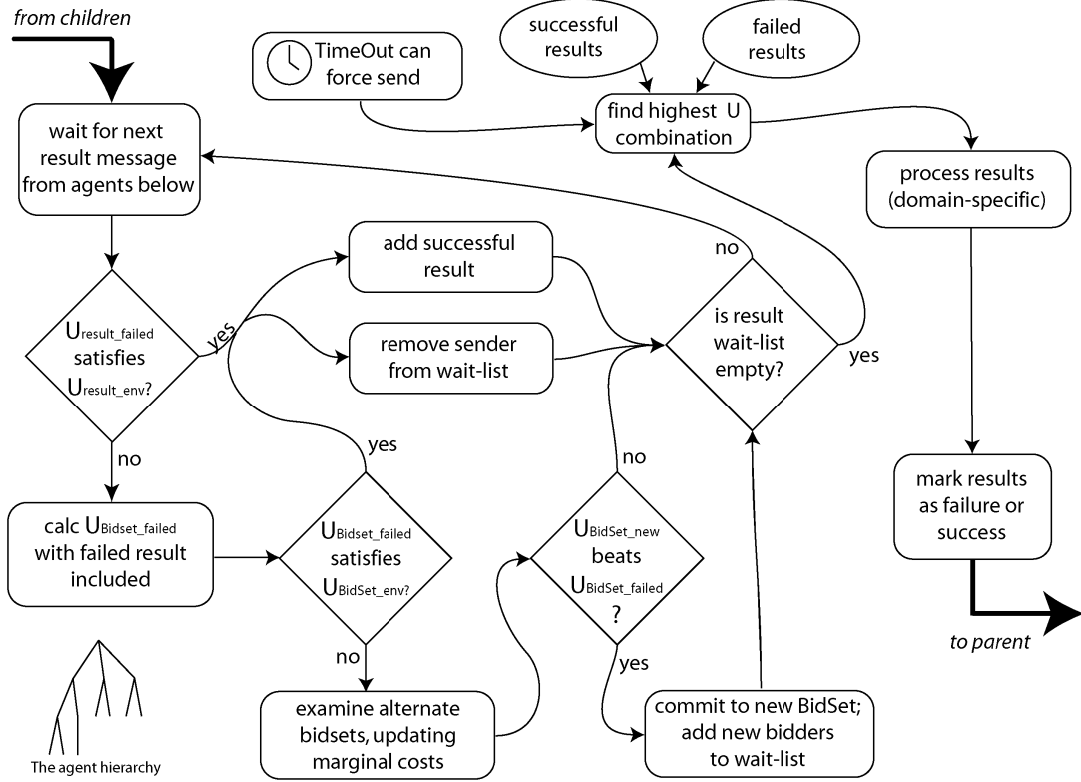 from children
wait for next
result message
from agents below
TimeOut can
force send
successful
results
failed
results
find highest U
combination
process results
(domain-specific)
mark results
as failure or
success
to parent
Uresult_failed
satisfies
Uresult_env?
yes
no
add successful
result
remove sender
from wait-list
is result
wait-list
empty?
no
yes
calc UBidset_failed
with failed result
included
UBidset_failed
satisfies
UBidSet_env?
yes
no
examine alternate
bidsets, updating
marginal costs
UBidSet_new
beats
UBidSet_failed
?
no
yes
commit to new BidSet;
add new bidders
to wait-list
The agent hierarchy